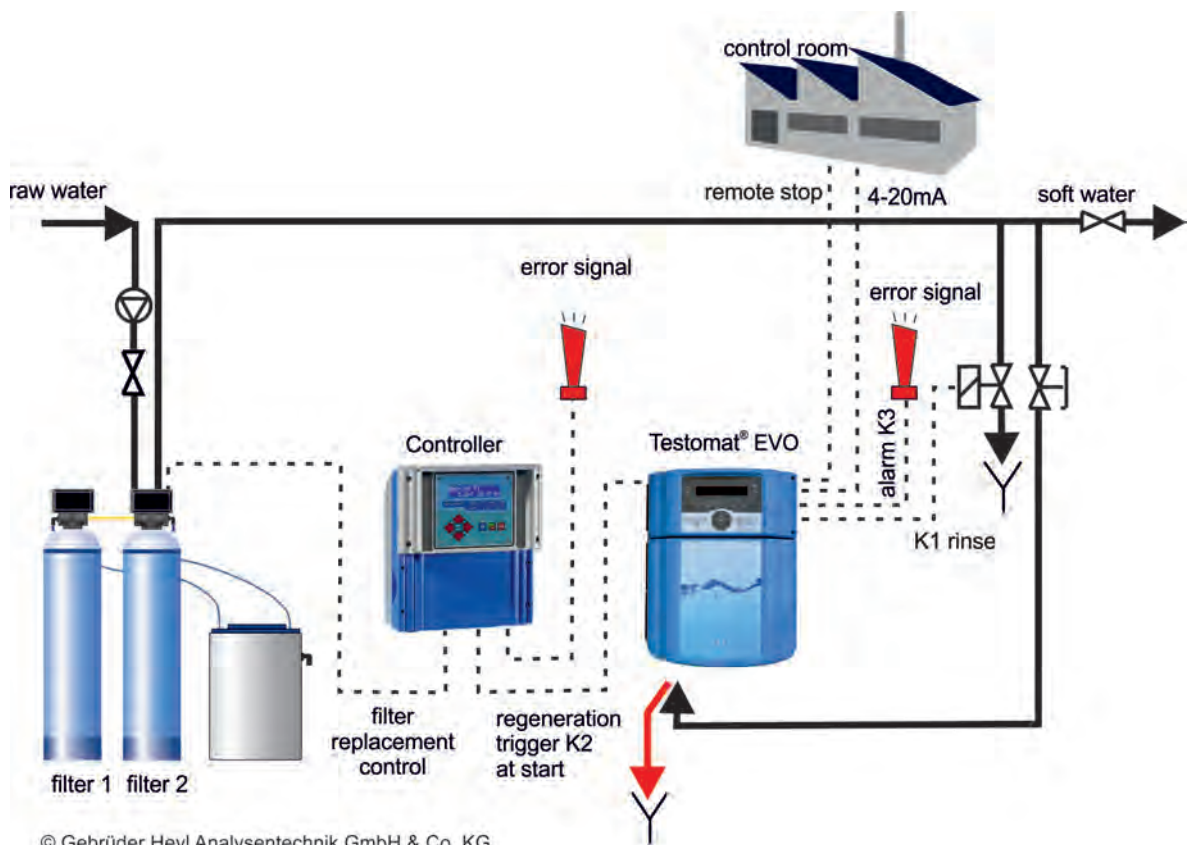 control room
raw water
remote stop
4-20mA
soft water
error signal
error signal
Controller
Testomat® EVO
alarm K3
K1 rinse
filter
replacement
control
regeneration
trigger K2
at start
filter 1
filter 2
© Gebrüder Heyl Analysentechnik GmbH & Co. KG